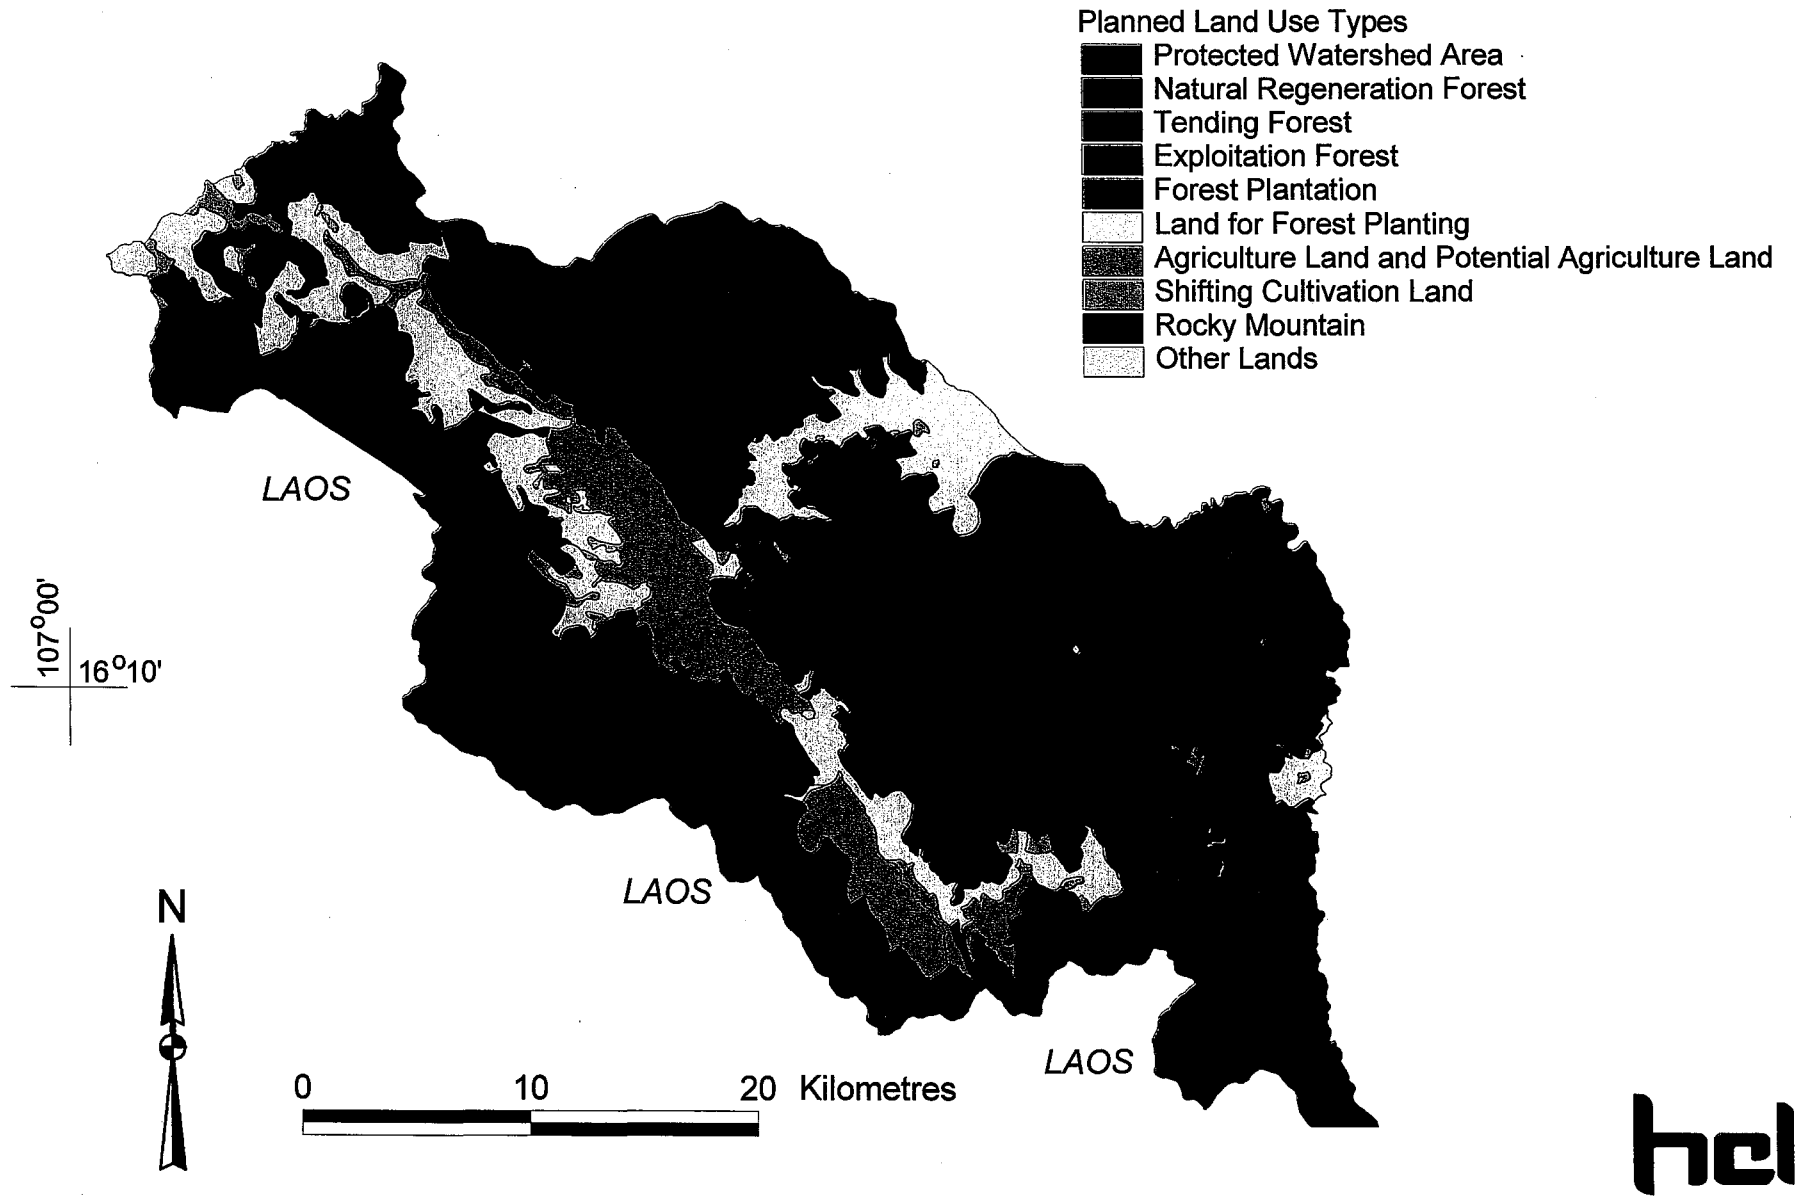 Planned Land Use Types
Protected Watershed Area
Natural Regeneration Forest
Tending Forest
Exploitation Forest
Forest Plantation
Land for Forest Planting
Agriculture Land and Potential Agriculture Land
Shifting Cultivation Land
Rocky Mountain
Other Lands
LAOS
107°00'
16°10'
LAOS
N
LAOS
0 10 20 Kilometres
hcl